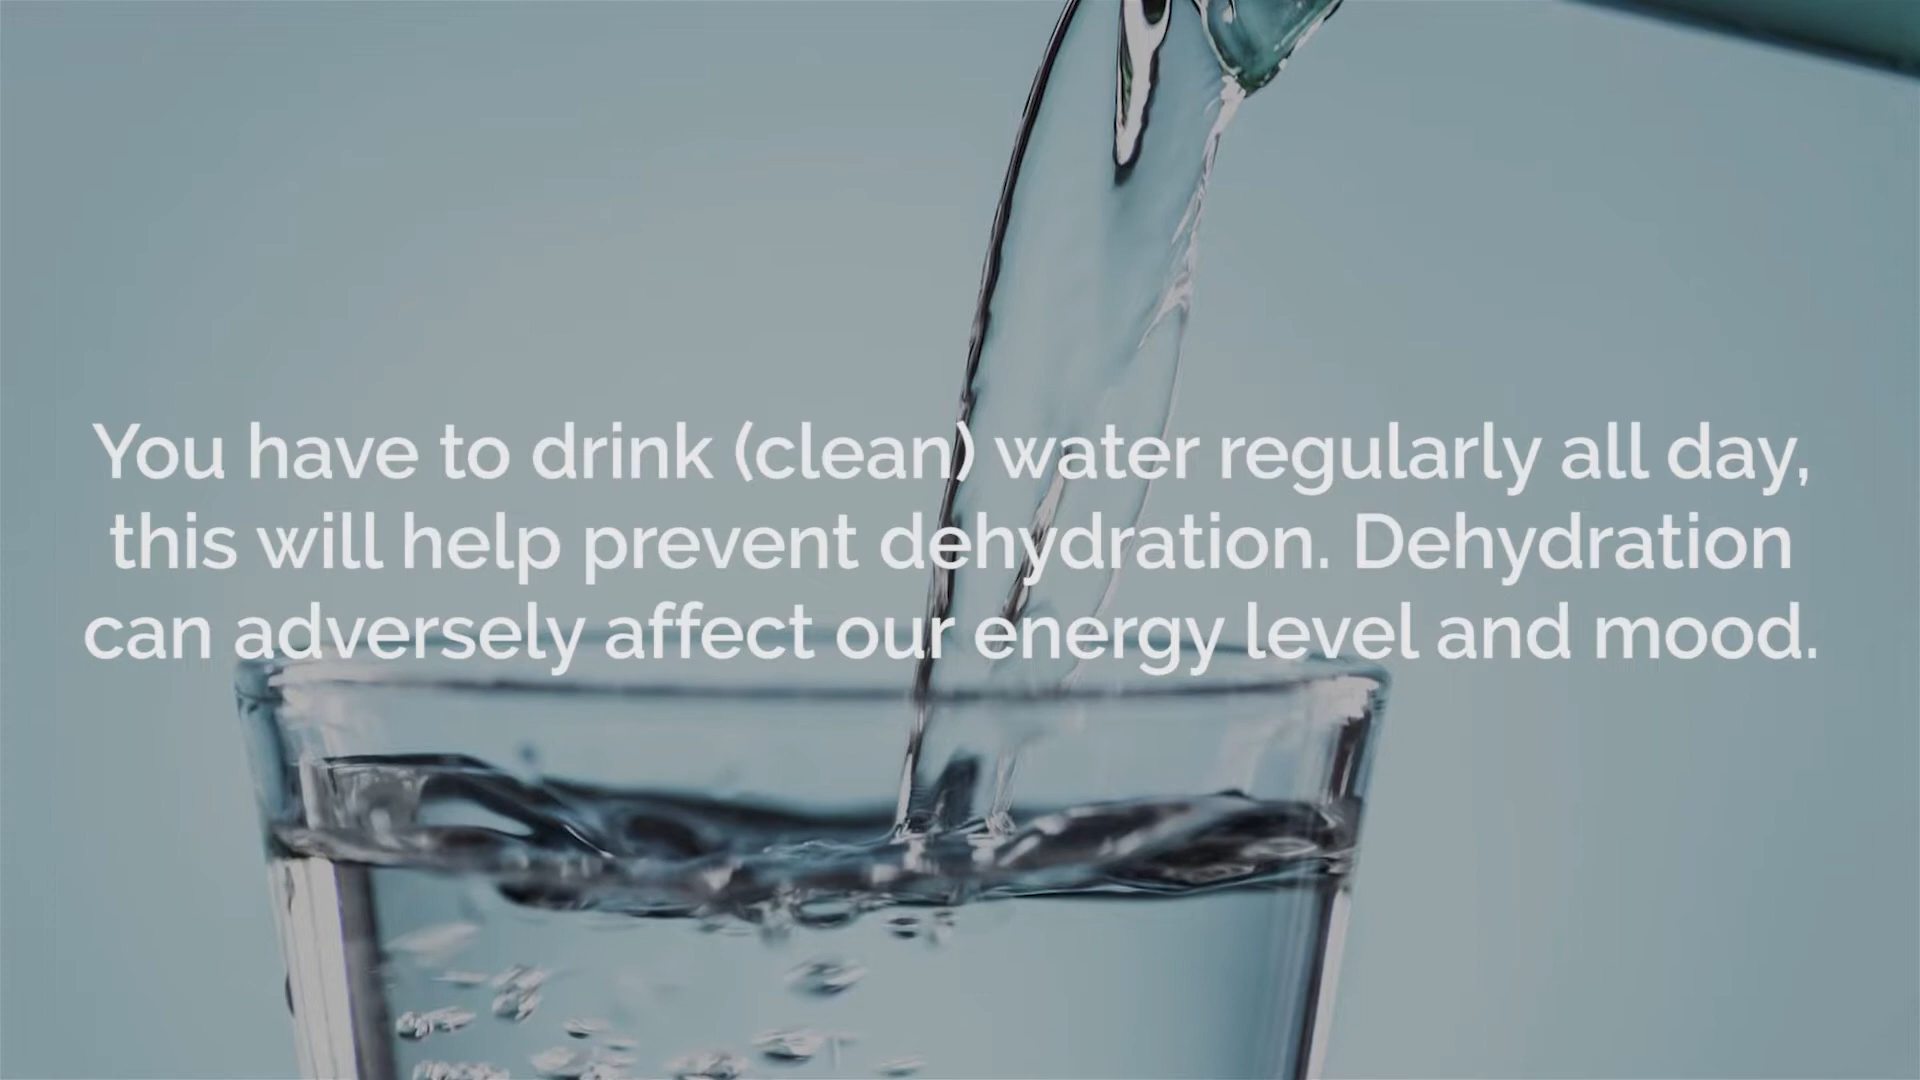 You have to drink (clean) water regularly all day,
this will help prevent dehydration. Dehydration
can adversely affect our energy level and mood.